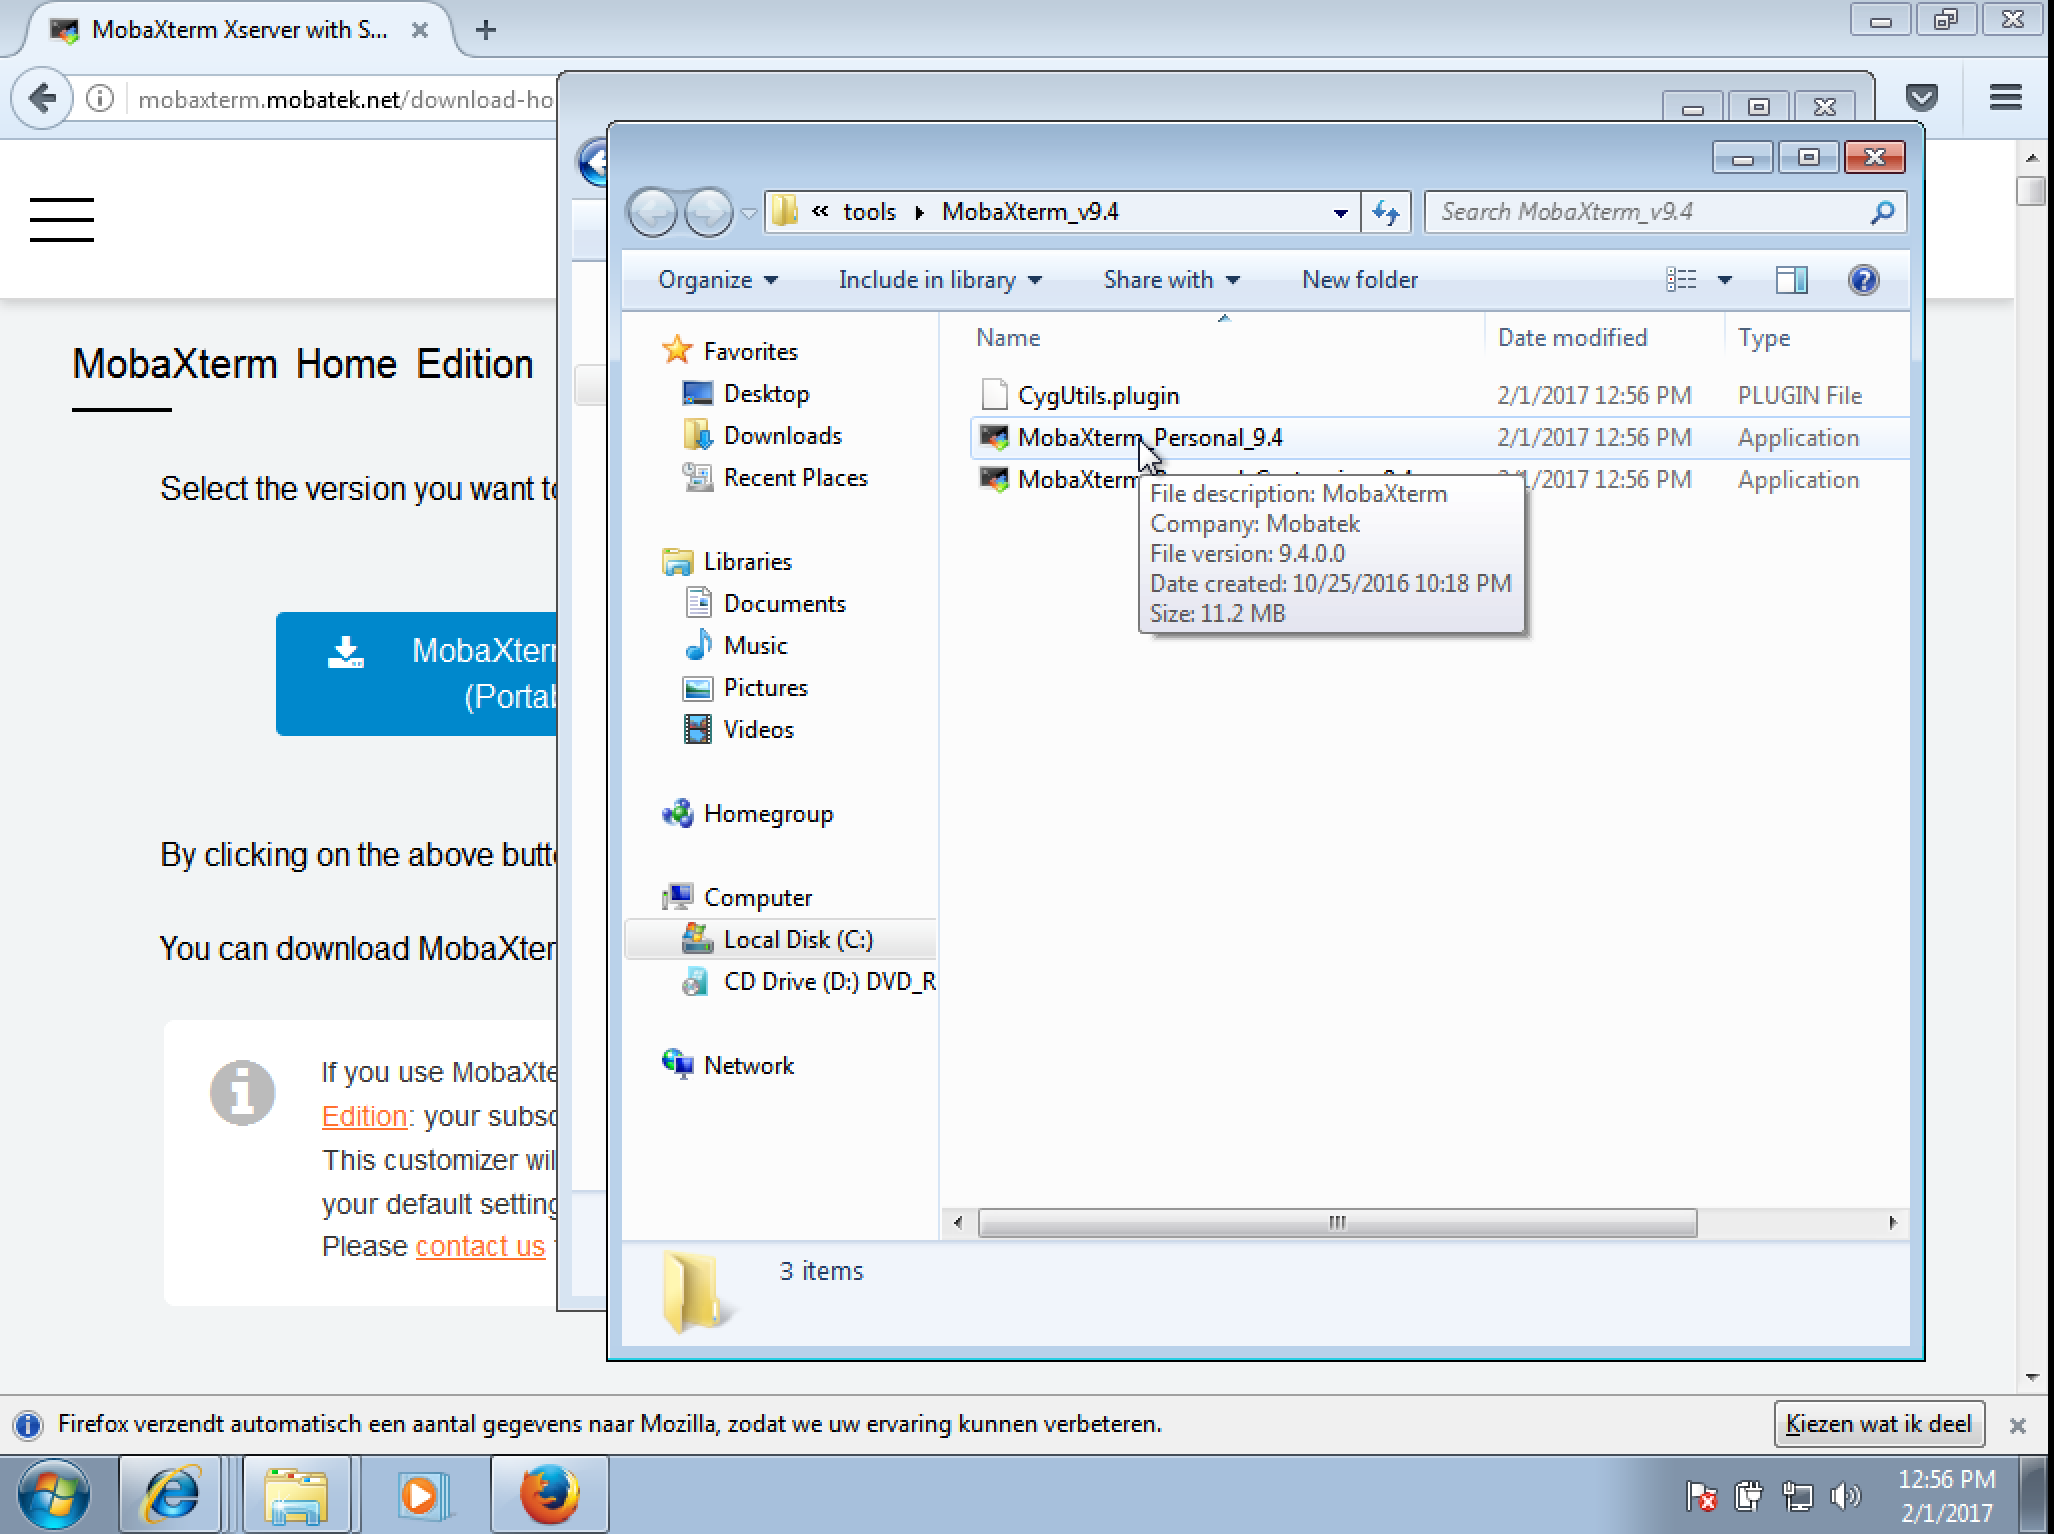 MobaXterm Xserver with S...
mobaxterm.mobatek.net/download-ho
tools
MobaXterm_v9.4
Search MobaXterm_v9.4
Organize
Include in library
Share with
New folder
Name
Date modified
Type
CygUtils.plugin
2/1/2017 12:56 PM
PLUGIN File
MobaXterm_Personal_9.4
2/1/2017 12:56 PM
Application
MobaXterm
/1/2017 12:56 PM
Application
File description: MobaXterm
Company: Mobatek
File version: 9.4.0.0
Date created: 10/25/2016 10:18 PM
Size: 11.2 MB
Favorites
Desktop
Downloads
Recent Places
Libraries
Documents
Music
Pictures
Videos
Homegroup
Computer
Local Disk (C:)
CD Drive (D:) DVD_R
Network
3 items
MobaXterm Home Edition
Select the version you want to
MobaXterm
(Portab
By clicking on the above butto
You can download MobaXter
If you use MobaXte
Edition: your subsc
This customizer wil
your default setting
Please contact us
Firefox verzendt automatisch een aantal gegevens naar Mozilla, zodat we uw ervaring kunnen verbeteren.
Kiezen wat ik deel
12:56 PM
2/1/2017